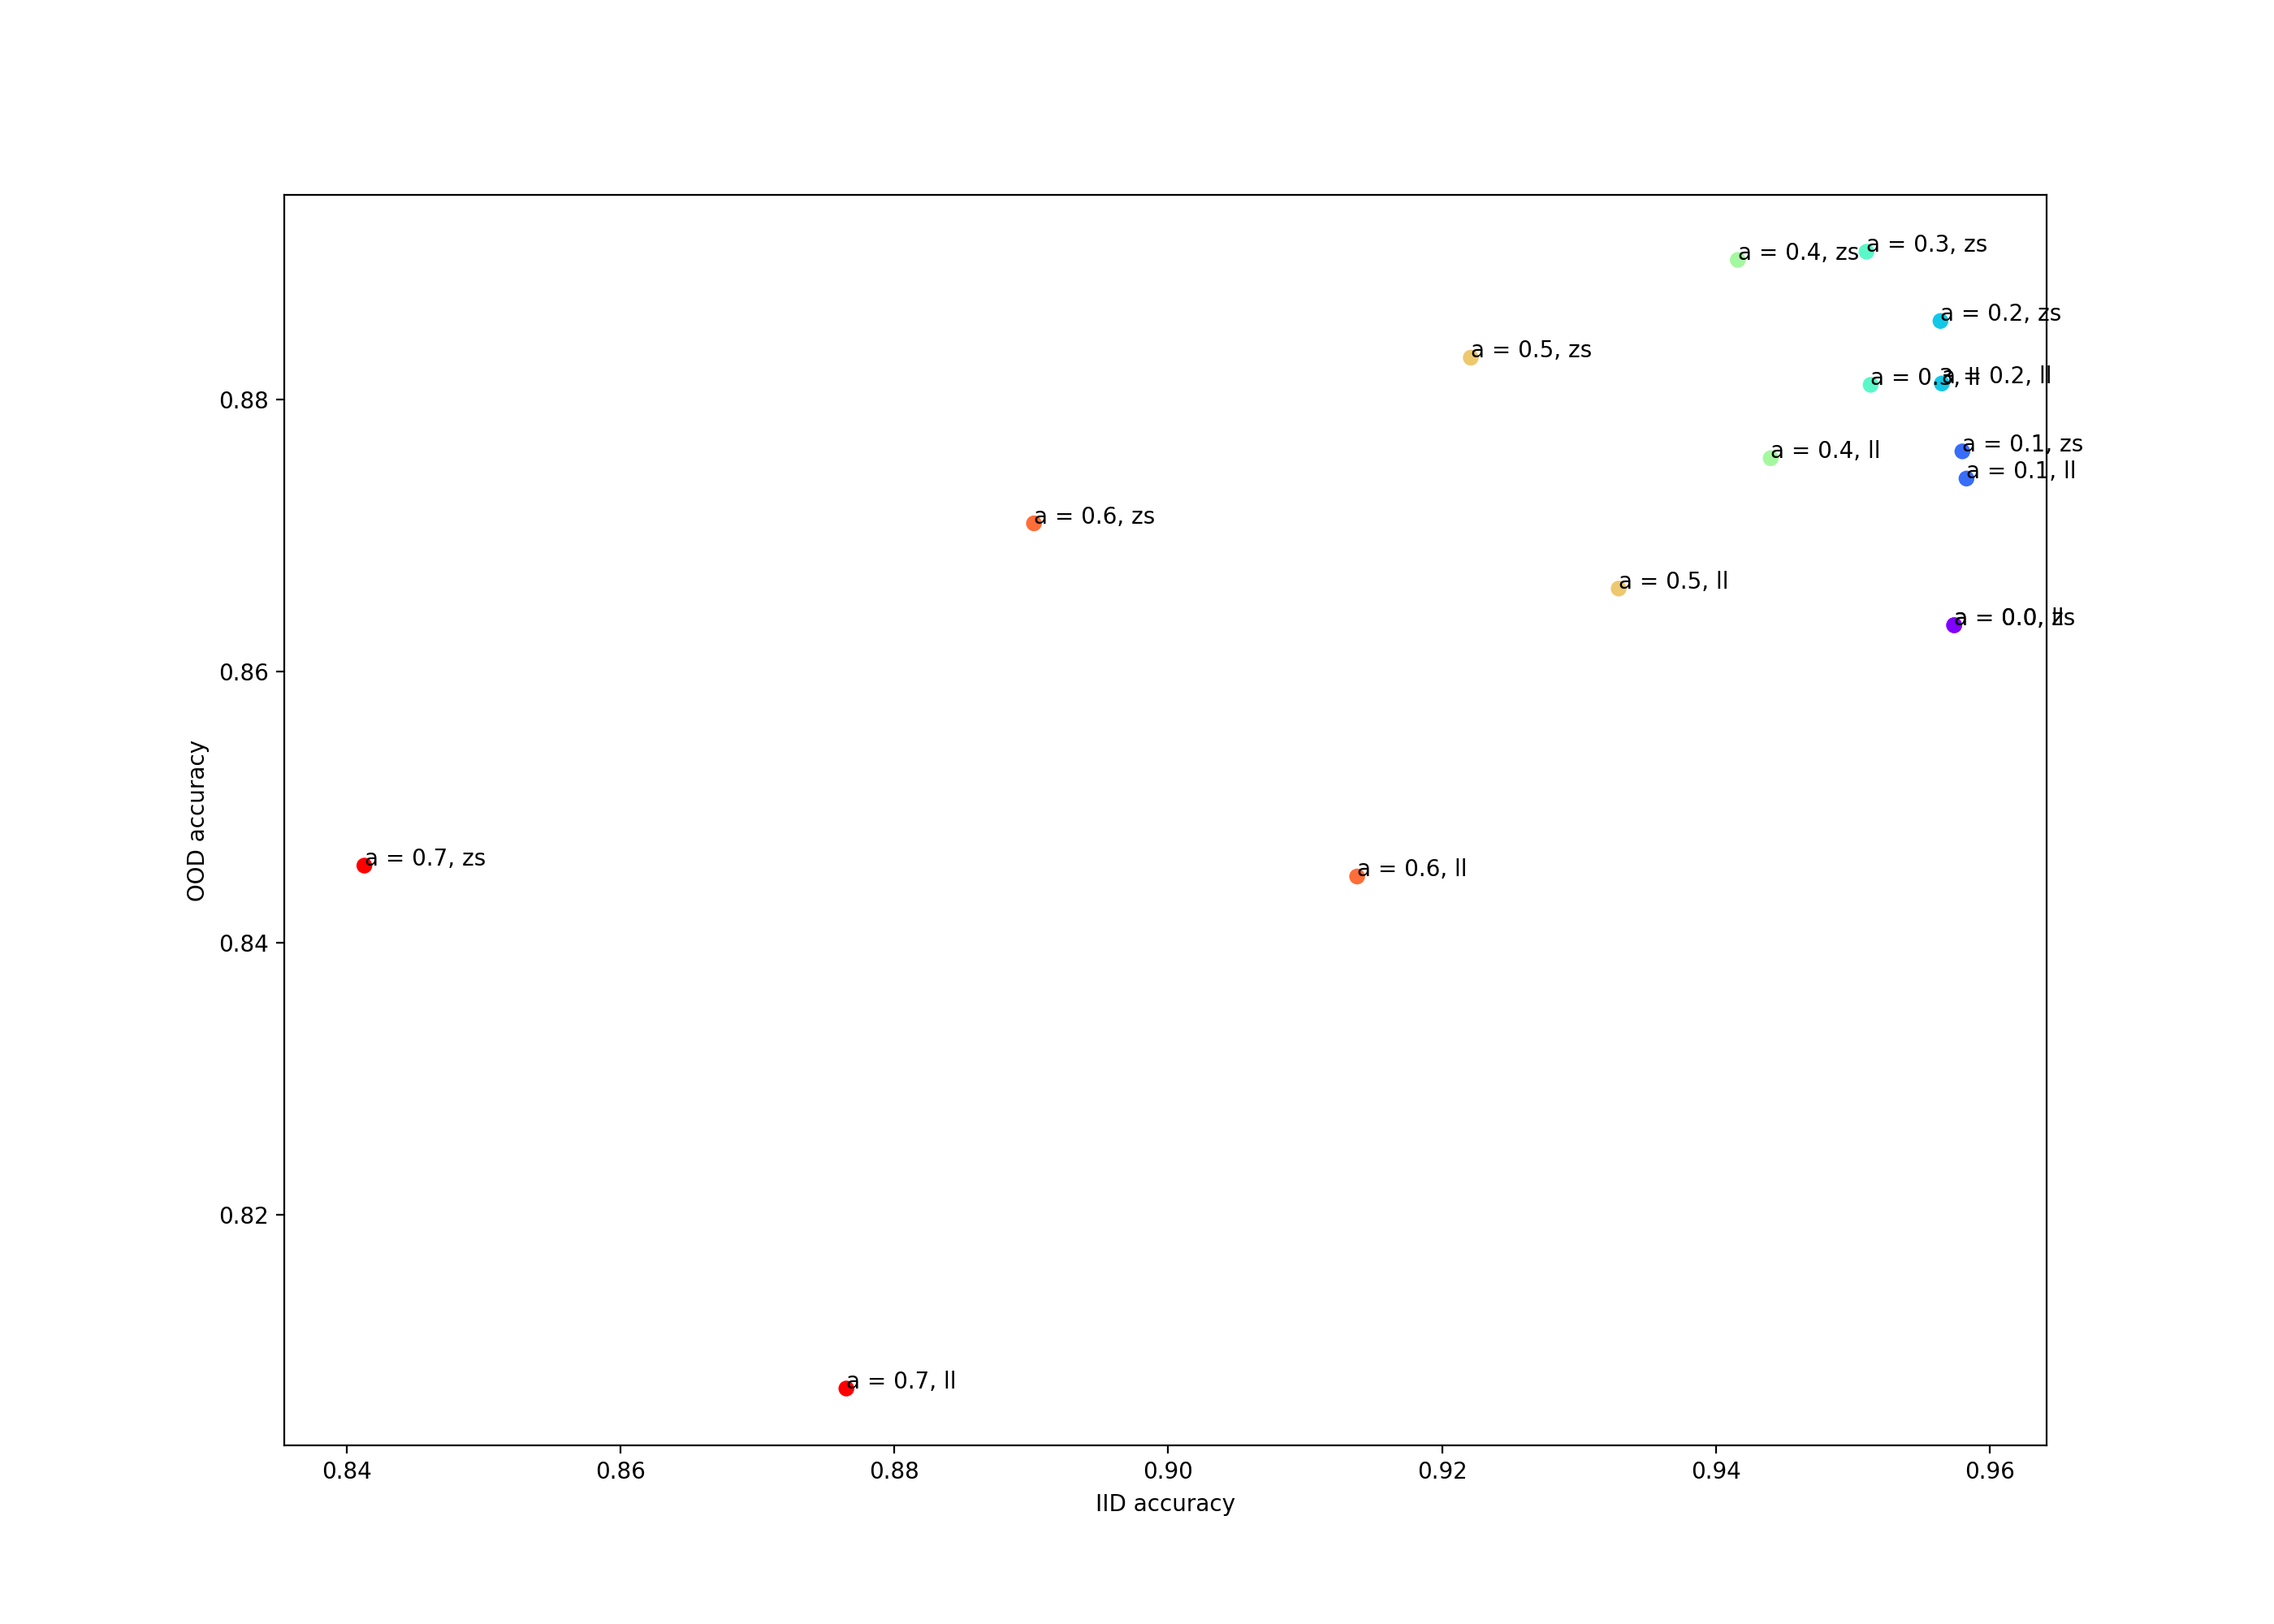 a = 0.3, zs
a = 0.4, zs
a = 0.2, zs
a = 0.5, zs
a = 0.2, ll
a = 0.3, ll
0.88
a = 0.1, zs
a = 0.4, ll
a = 0.1, ll
a = 0.6, zs
a = 0.5, ll
a = 0.0, zs
a = 0.0, ll
0.86
OOD accuracy
a = 0.7, zs
a = 0.6, ll
0.84
0.82
a = 0.7, ll
0.84 0.86 0.88 0.90 0.92 0.94 0.96
IID accuracy